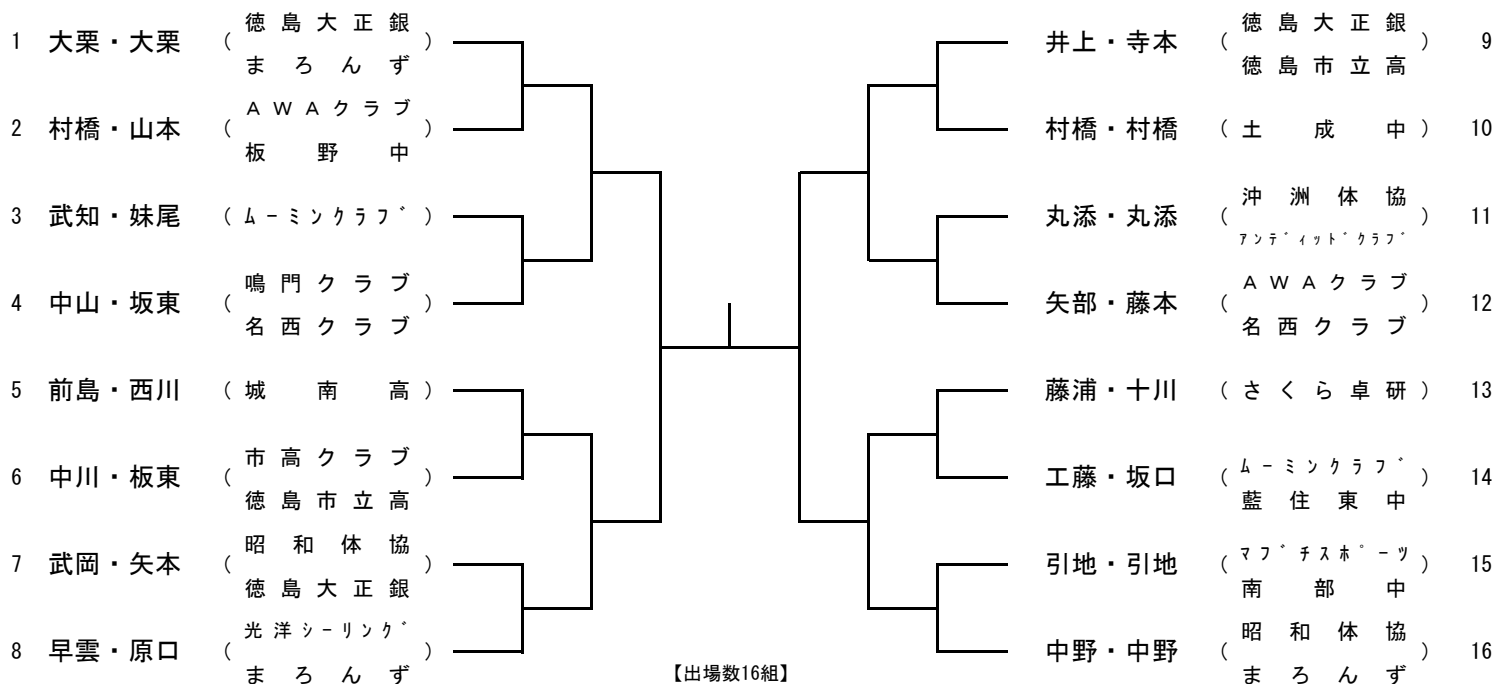 1 大栗・大栗 (徳島大正銀 まろんず)
2 村橋・山本 (AWAクラブ 板野中)
3 武知・妹尾 (ムーミンクラブ)
4 中山・坂東 (鳴門クラブ 名西クラブ)
5 前島・西川 (城南高)
6 中川・板東 (市高クラブ 徳島市立高)
7 武岡・矢本 (昭和体協 徳島大正銀)
8 早雲・原口 (光洋シーリング まろんず)
井上・寺本 (徳島大正銀 徳島市立高) 9
村橋・村橋 (土成中) 10
丸添・丸添 (沖洲体協 アンディッドクラブ) 11
矢部・藤本 (AWAクラブ 名西クラブ) 12
藤浦・十川 (さくら卓研) 13
工藤・坂口 (ムーミンクラブ 藍住東中) 14
引地・引地 (マブチスポーツ 南部中) 15
中野・中野 (昭和体協 まろんず) 16
【出場数16組】